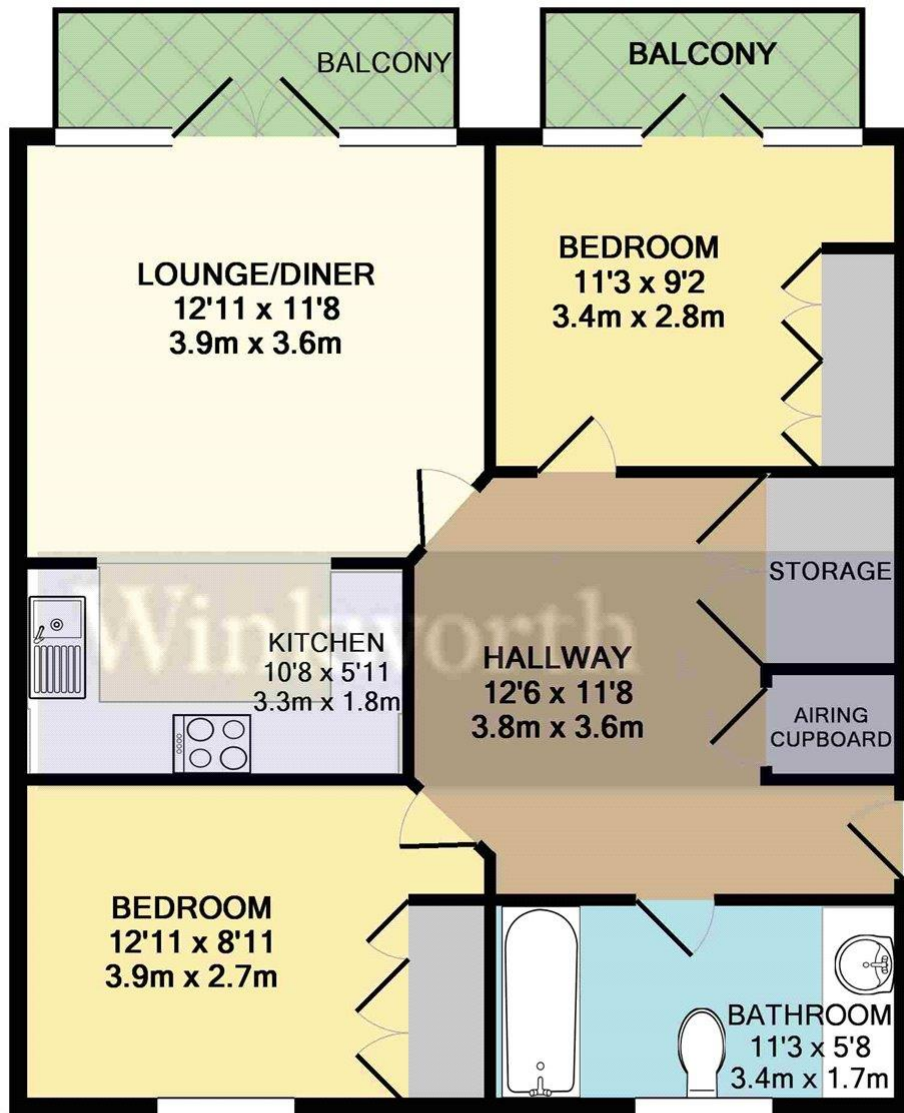 BALCONY
BALCONY
LOUNGE/DINER
12'11 x 11'8
3.9m x 3.6m
BEDROOM
11'3 x 9'2
3.4m x 2.8m
STORAGE
Winkworth
KITCHEN
10'8 x 5'11
3.3m x 1.8m
HALLWAY
12'6 x 11'8
3.8m x 3.6m
AIRING
CUPBOARD
BEDROOM
12'11 x 8'11
3.9m x 2.7m
BATHROOM
11'3 x 5'8
3.4m x 1.7m